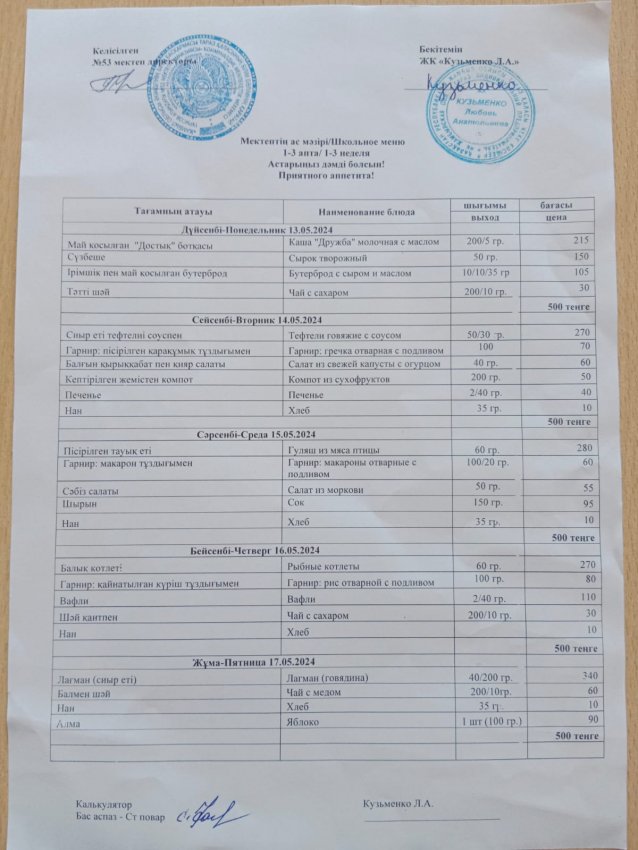 Келісілген
№53 мектеп директоры
Бекітемін
ЖК «Кузьменко Л.А.»
Кузьменко
КУЗЬМЕНКО
Любовь
Анатольевна
Мектептің ас мәзірі/Школьное меню
1-3 апта/ 1-3 неделя
Астарыңыз дәмді болсын!
Приятного аппетита!
Тағамның атауы Наименование блюда шығымы бағасы
выход цена
Дүйсенбі-Понедельник 13.05.2024
Май қосылған "Достық" ботқасы Каша "Дружба" молочная с маслом 200/5 гр. 215
Сүзбеше Сырок творожный 50 гр. 150
Ірімшік пен май қосылған бутерброд Бутерброд с сыром и маслом 10/10/35 гр 105
Тәтті шәй Чай с сахаром 200/10 гр. 30
500 тенге
Сейсенбі-Вторник 14.05.2024
Сиыр еті тефтелиі соуспен Тефтели говяжие с соусом 50/30 гр. 270
Гарнир: пісірілген қарақұмық тұздығымен Гарнир: гречка отварная с подливом 100 70
Балғын қырыққабат пен қияр салаты Салат из свежей капусты с огурцом 40 гр. 60
Кептірілген жемістен компот Компот из сухофруктов 200 гр. 50
Печенье Печенье 2/40 гр. 40
Нан Хлеб 35 гр. 10
500 тенге
Сәрсенбі-Среда 15.05.2024
Пісірілген тауық еті Гуляш из мяса птицы 60 гр. 280
Гарнир: макарон тұздығымен Гарнир: макароны отварные с 100/20 гр. 60
подливом
Сәбіз салаты Салат из моркови 50 гр. 55
Шырын Сок 150 гр. 95
Нан Хлеб 35 гр. 10
500 тенге
Бейсенбі-Четверг 16.05.2024
Балық котлеті Рыбные котлеты 60 гр. 270
Гарнир: қайнатылған күріш тұздығымен Гарнир: рис отварной с подливом 100 гр. 80
Вафли Вафли 2/40 гр. 110
Шәй қантпен Чай с сахаром 200/10 гр. 30
Нан Хлеб 10
500 тенге
Жұма-Пятница 17.05.2024
Лагман (сиыр еті) Лагман (говядина) 40/200 гр. 340
Балмен шәй Чай с медом 200/10гр. 60
Нан Хлеб 35 гр. 10
Алма Яблоко 1 шт (100 гр.) 90
500 тенге
Калькулятор Кузьменко Л.А.
Бас аспаз - Ст повар